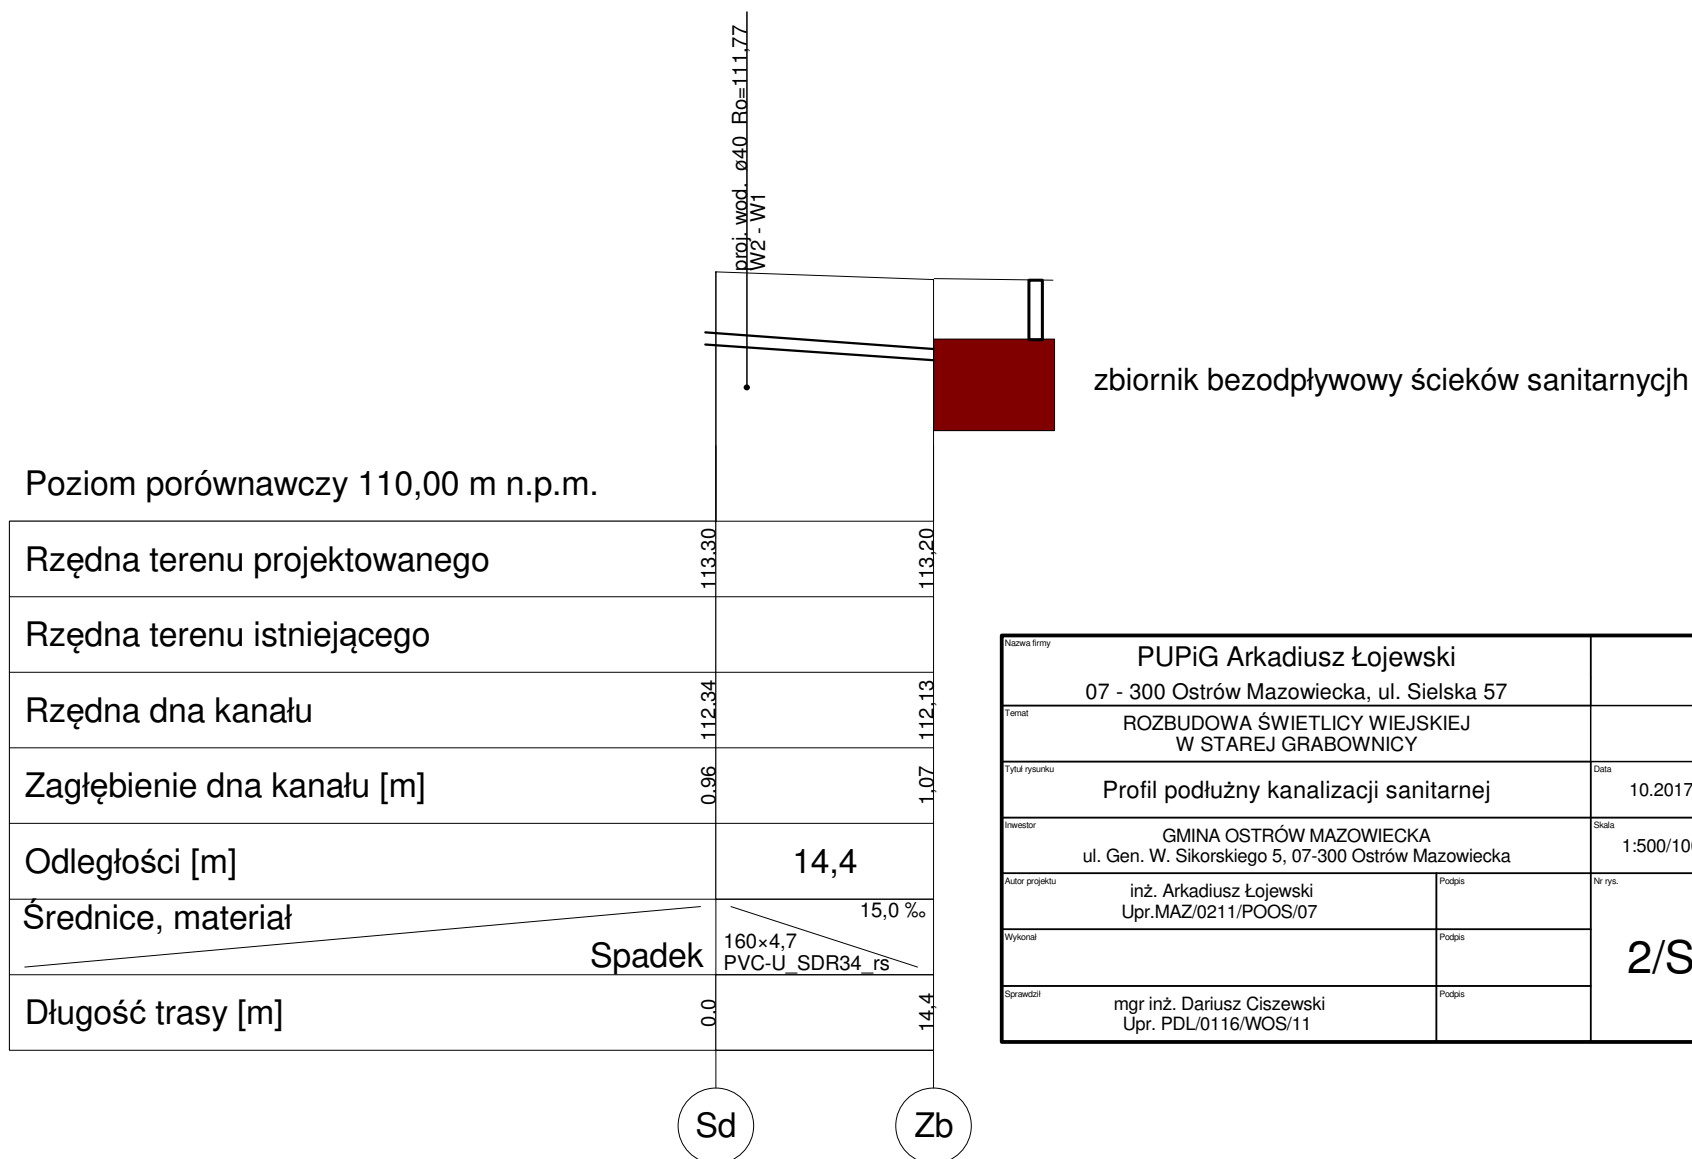 proj. wod. ø40 Ro=111,77
W2 - W1
zbiornik bezodpływowy ścieków sanitarnycjh
Poziom porównawczy 110,00 m n.p.m.
Rzędna terenu projektowanego 113,30 113,20
Rzędna terenu istniejącego
Rzędna dna kanału 112,34 112,13
Zagłębienie dna kanału [m] 0,96 1,07
Odległości [m] 14,4
Średnice, materiał 15,0 ‰
Spadek 160×4,7
PVC-U_SDR34_rs
Długość trasy [m] 0,0 14,4
Sd Zb
Nazwa firmy
PUPiG Arkadiusz Łojewski
07 - 300 Ostrów Mazowiecka, ul. Sielska 57
Temat
ROZBUDOWA ŚWIETLICY WIEJSKIEJ
W STAREJ GRABOWNICY
Tytuł rysunku
Profil podłużny kanalizacji sanitarnej
Data
10.2017
Inwestor
GMINA OSTRÓW MAZOWIECKA
ul. Gen. W. Sikorskiego 5, 07-300 Ostrów Mazowiecka
Skala
1:500/10
Autor projektu
inż. Arkadiusz Łojewski
Upr.MAZ/0211/POOS/07
Podpis
Nr rys.
2/S
Wykonał
Podpis
Sprawdził
mgr inż. Dariusz Ciszewski
Upr. PDL/0116/WOS/11
Podpis